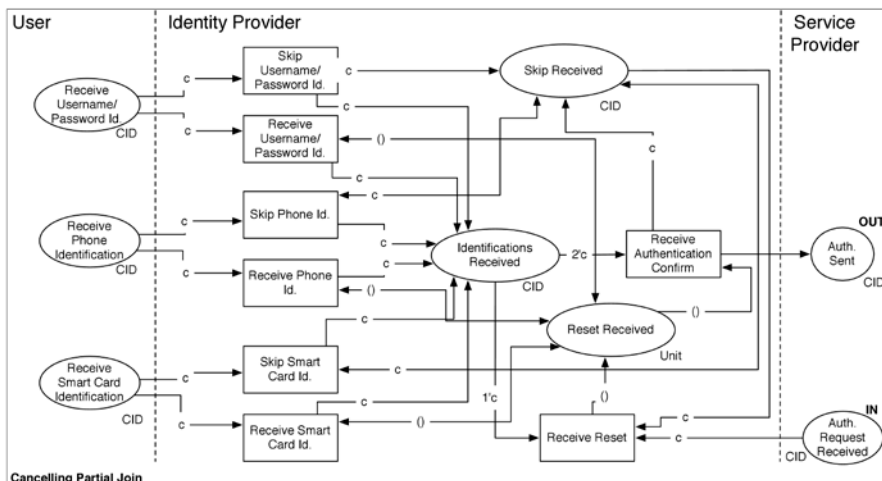 User
Identity Provider
Service
Provider
Receive
Username/
Password Id.
CID
c
c
Skip
Username/
Password Id.
c
c
Receive
Username/
Password Id.
()
c
Skip Received
CID
c
Receive
Phone
Identification
CID
c
c
Skip Phone Id.
c
c
Receive Phone
Id.
c
()
Identifications
Received
CID
2'c
Receive
Authentication
Confirm
OUT
Auth.
Sent
CID
Reset Received
Unit
()
Receive
Smart Card
Identification
CID
c
c
Skip Smart
Card Id.
c
c
Receive Smart
Card Id.
c
()
1'c
()
Receive Reset
c
c
IN
Auth.
Request
Received
CID
Cancelling Partial Join